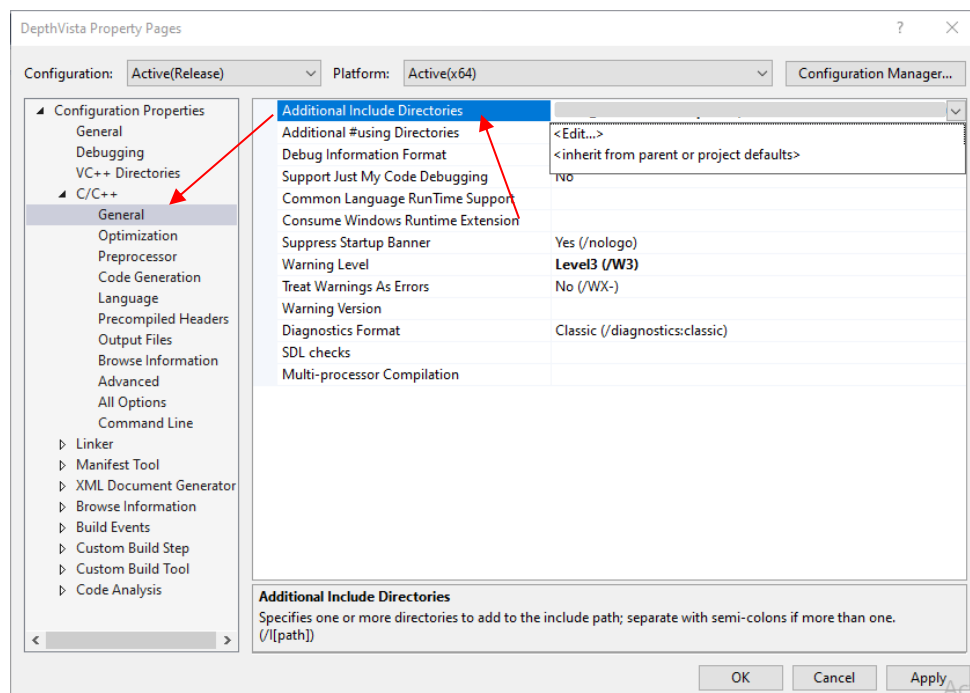 DepthVista Property Pages
?
Configuration: Active(Release) Platform: Active(x64) Configuration Manager...
Configuration Properties
General
Debugging
VC++ Directories
C/C++
General
Optimization
Preprocessor
Code Generation
Language
Precompiled Headers
Output Files
Browse Information
Advanced
All Options
Command Line
Linker
Manifest Tool
XML Document Generator
Browse Information
Build Events
Custom Build Step
Custom Build Tool
Code Analysis
Additional Include Directories
Additional #using Directories <Edit...>
Debug Information Format <inherit from parent or project defaults>
Support Just My Code Debugging No
Common Language RunTime Support
Consume Windows Runtime Extension
Suppress Startup Banner Yes (/nologo)
Warning Level Level3 (/W3)
Treat Warnings As Errors No (/WX-)
Warning Version
Diagnostics Format Classic (/diagnostics:classic)
SDL checks
Multi-processor Compilation
Additional Include Directories
Specifies one or more directories to add to the include path; separate with semi-colons if more than one.
(/I[path])
OK Cancel Apply